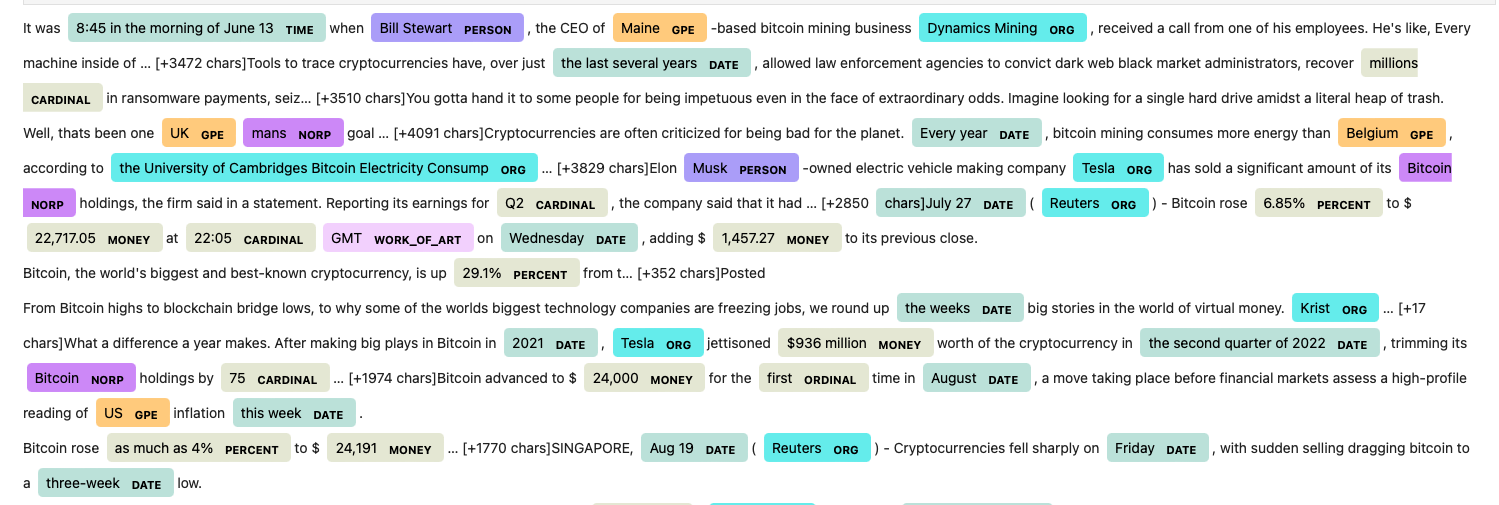 It was 8:45 in the morning of June 13 TIME when Bill Stewart PERSON , the CEO of Maine GPE -based bitcoin mining business Dynamics Mining ORG , received a call from one of his employees. He's like, Every
machine inside of ... [+3472 chars]Tools to trace cryptocurrencies have, over just the last several years DATE , allowed law enforcement agencies to convict dark web black market administrators, recover millions
CARDINAL in ransomware payments, seiz... [+3510 chars]You gotta hand it to some people for being impetuous even in the face of extraordinary odds. Imagine looking for a single hard drive amidst a literal heap of trash.
Well, thats been one UK GPE mans NORP goal ... [+4091 chars]Cryptocurrencies are often criticized for being bad for the planet. Every year DATE , bitcoin mining consumes more energy than Belgium GPE ,
according to the University of Cambridges Bitcoin Electricity Consump ORG ... [+3829 chars]Elon Musk PERSON -owned electric vehicle making company Tesla ORG has sold a significant amount of its Bitcoin
NORP holdings, the firm said in a statement. Reporting its earnings for Q2 CARDINAL , the company said that it had ... [+2850 chars]July 27 DATE ( Reuters ORG ) - Bitcoin rose 6.85% PERCENT to $
22,717.05 MONEY at 22:05 CARDINAL GMT WORK_OF_ART on Wednesday DATE , adding $ 1,457.27 MONEY to its previous close.
Bitcoin, the world's biggest and best-known cryptocurrency, is up 29.1% PERCENT from t... [+352 chars]Posted
From Bitcoin highs to blockchain bridge lows, to why some of the worlds biggest technology companies are freezing jobs, we round up the weeks DATE big stories in the world of virtual money. Krist ORG ... [+17
chars]What a difference a year makes. After making big plays in Bitcoin in 2021 DATE , Tesla ORG jettisoned $936 million MONEY worth of the cryptocurrency in the second quarter of 2022 DATE , trimming its
Bitcoin NORP holdings by 75 CARDINAL ... [+1974 chars]Bitcoin advanced to $ 24,000 MONEY for the first ORDINAL time in August DATE , a move taking place before financial markets assess a high-profile
reading of US GPE inflation this week DATE .
Bitcoin rose as much as 4% PERCENT to $ 24,191 MONEY ... [+1770 chars]SINGAPORE, Aug 19 DATE ( Reuters ORG ) - Cryptocurrencies fell sharply on Friday DATE , with sudden selling dragging bitcoin to
a three-week DATE low.